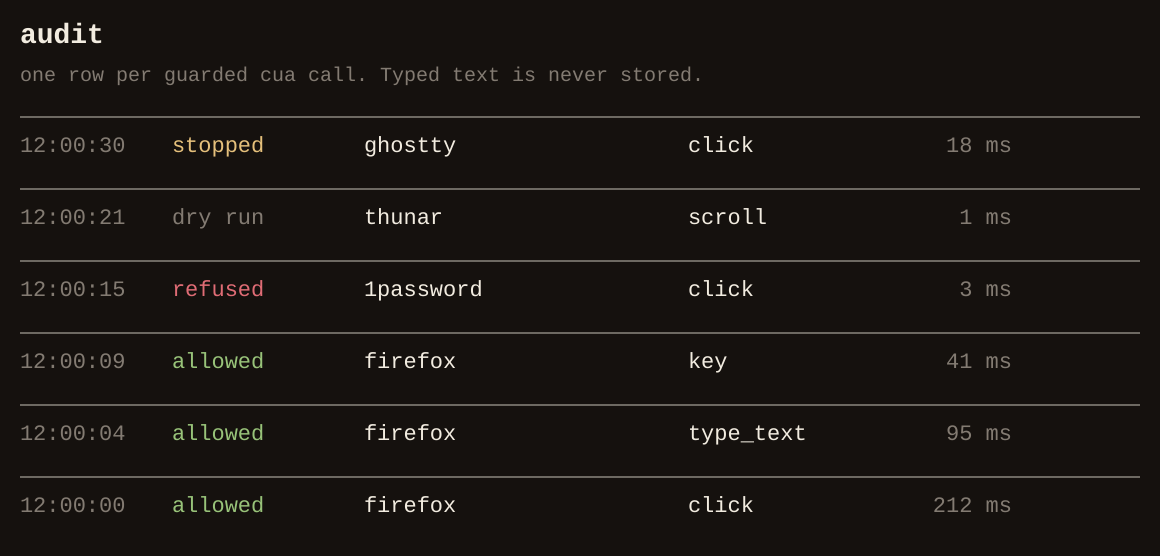 audit
one row per guarded cua call. Typed text is never stored.
12:00:30 stopped ghostty click 18 ms
12:00:21 dry run thunar scroll 1 ms
12:00:15 refused 1password click 3 ms
12:00:09 allowed firefox key 41 ms
12:00:04 allowed firefox type_text 95 ms
12:00:00 allowed firefox click 212 ms